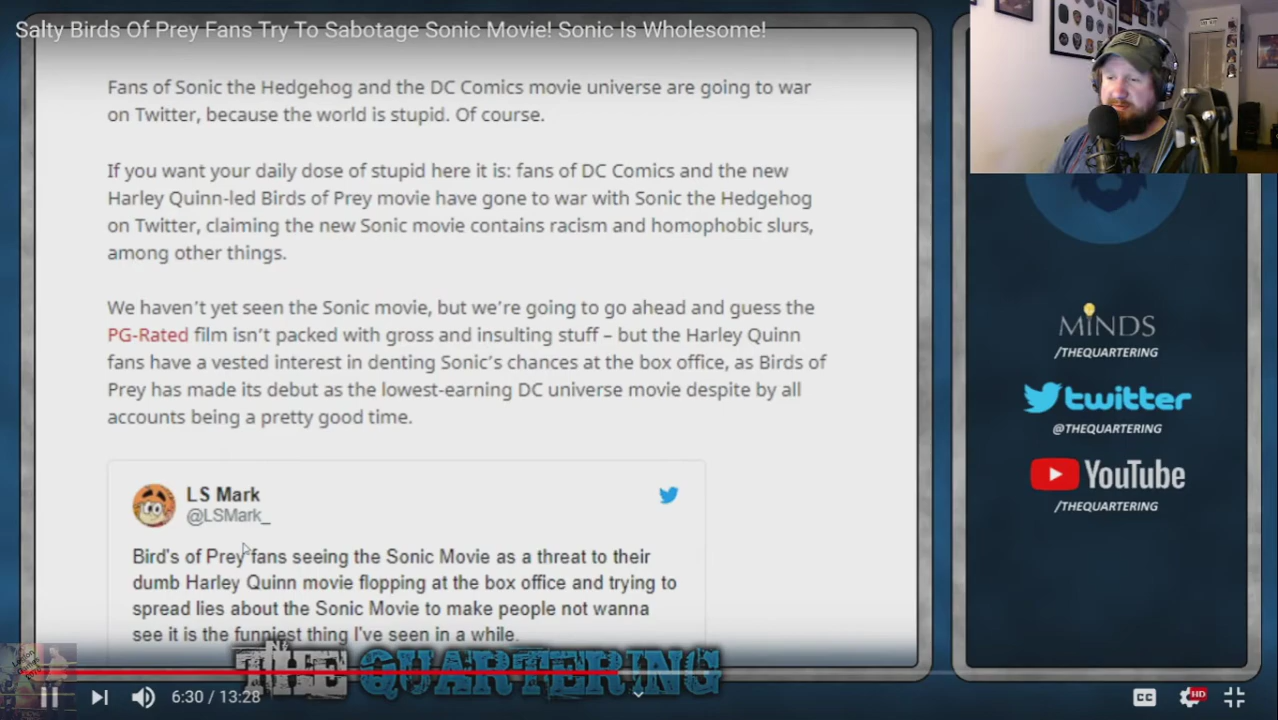 Salty Birds Of Prey Fans Try To Sabotage Sonic Movie! Sonic Is Wholesome!
Fans of Sonic the Hedgehog and the DC Comics movie universe are going to war
on Twitter, because the world is stupid. Of course.
If you want your daily dose of stupid here it is: fans of DC Comics and the new
Harley Quinn-led Birds of Prey movie have gone to war with Sonic the Hedgehog
on Twitter, claiming the new Sonic movie contains racism and homophobic slurs,
among other things.
We haven't yet seen the Sonic movie, but we're going to go ahead and guess the
PG-Rated film isn't packed with gross and insulting stuff – but the Harley Quinn
fans have a vested interest in denting Sonic's chances at the box office, as Birds of
Prey has made its debut as the lowest-earning DC universe movie despite by all
accounts being a pretty good time.
LS Mark
@LSMark_
Bird's of Prey fans seeing the Sonic Movie as a threat to their
dumb Harley Quinn movie flopping at the box office and trying to
spread lies about the Sonic Movie to make people not wanna
see it is the funniest thing I've seen in a while.
THE QUARTERING
MINDS
/THEQUARTERING
twitter
@THEQUARTERING
YouTube
/THEQUARTERING
6:30 / 13:28
CC
HD